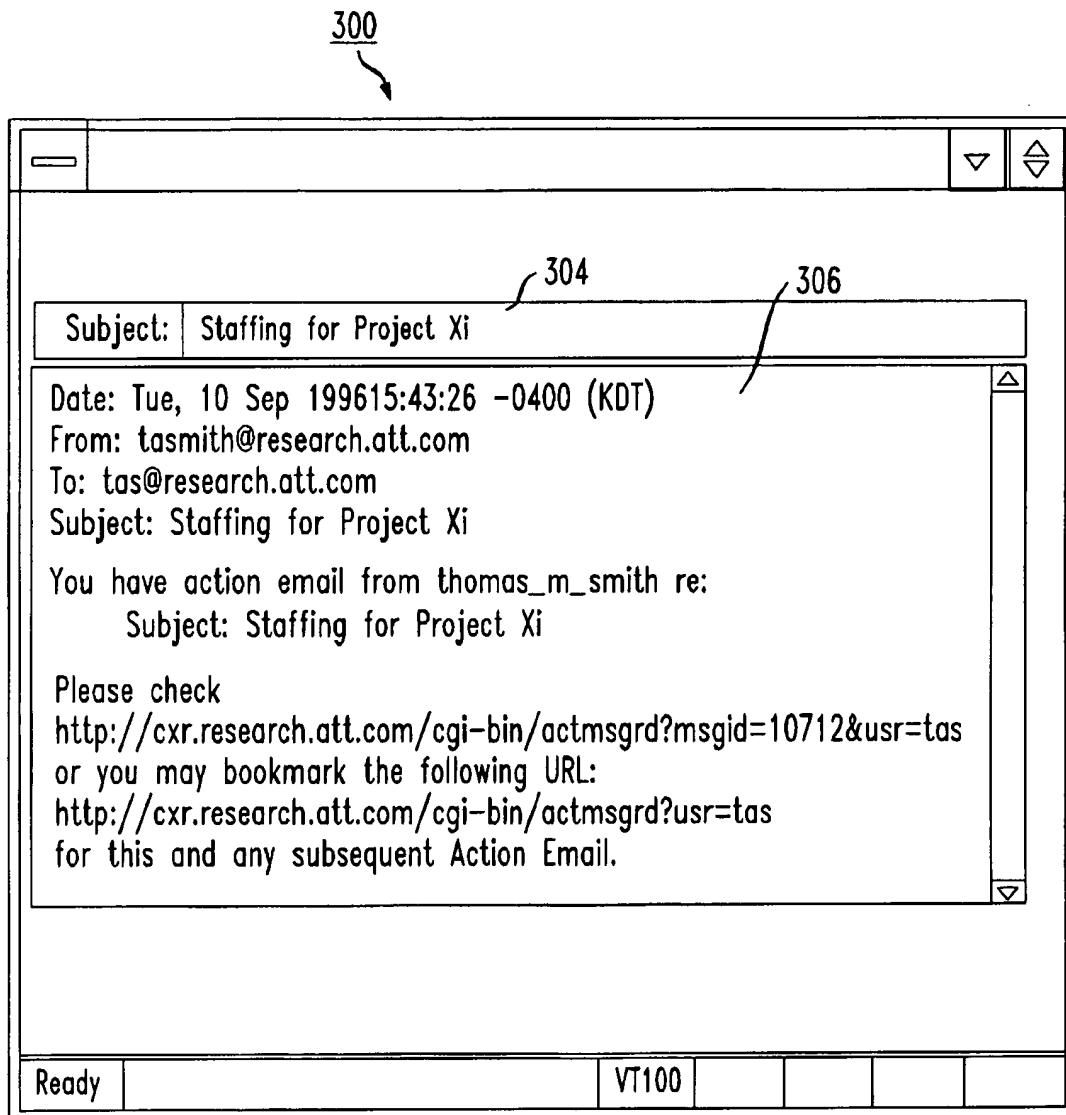 300
304
306
Subject: Staffing for Project Xi
Date: Tue, 10 Sep 199615:43:26 -0400 (KDT)
From: tasmith@research.att.com
To: tas@research.att.com
Subject: Staffing for Project Xi
You have action email from thomas_m_smith re:
Subject: Staffing for Project Xi
Please check
http://cxr.research.att.com/cgi-bin/actmsgrd?msgid=10712&usr=tas
or you may bookmark the following URL:
http://cxr.research.att.com/cgi-bin/actmsgrd?usr=tas
for this and any subsequent Action Email.
Ready VT100